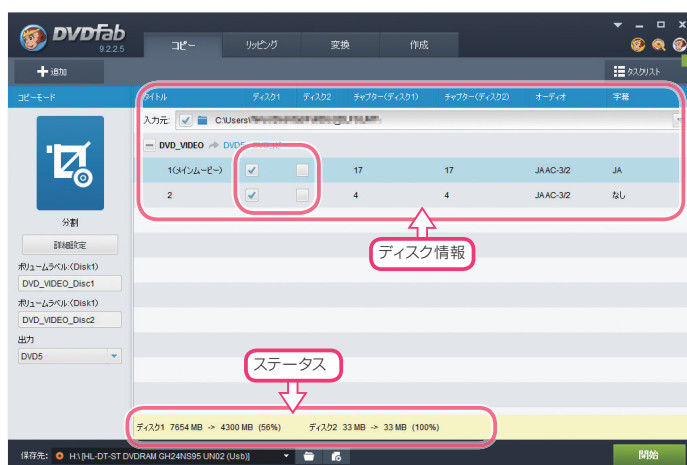 DVDFab
9.2.2.5
コピー リッピング 変換 作成
追加 タスクリスト
コピーモード タイトル ディスク1 ディスク2 チャプター(ディスク1) チャプター(ディスク2) オーディオ 字幕
入力元: C:\Users\
DVD_VIDEO DVD5
1(メインムービー) 17 17 JA AC-3/2 JA
2 4 4 JA AC-3/2 なし
分割
詳細設定
ディスク情報
ボリュームラベル:(Disk1)
DVD_VIDEO_Disc1
ボリュームラベル:(Disk1)
DVD_VIDEO_Disc2
出力
DVD5
ステータス
ディスク1 7654 MB -> 4300 MB (56%) ディスク2 33 MB -> 33 MB (100%)
保存先: H:\ [HL-DT-ST DVDRAM GH24NS95 UN02 (Usb)] 開始